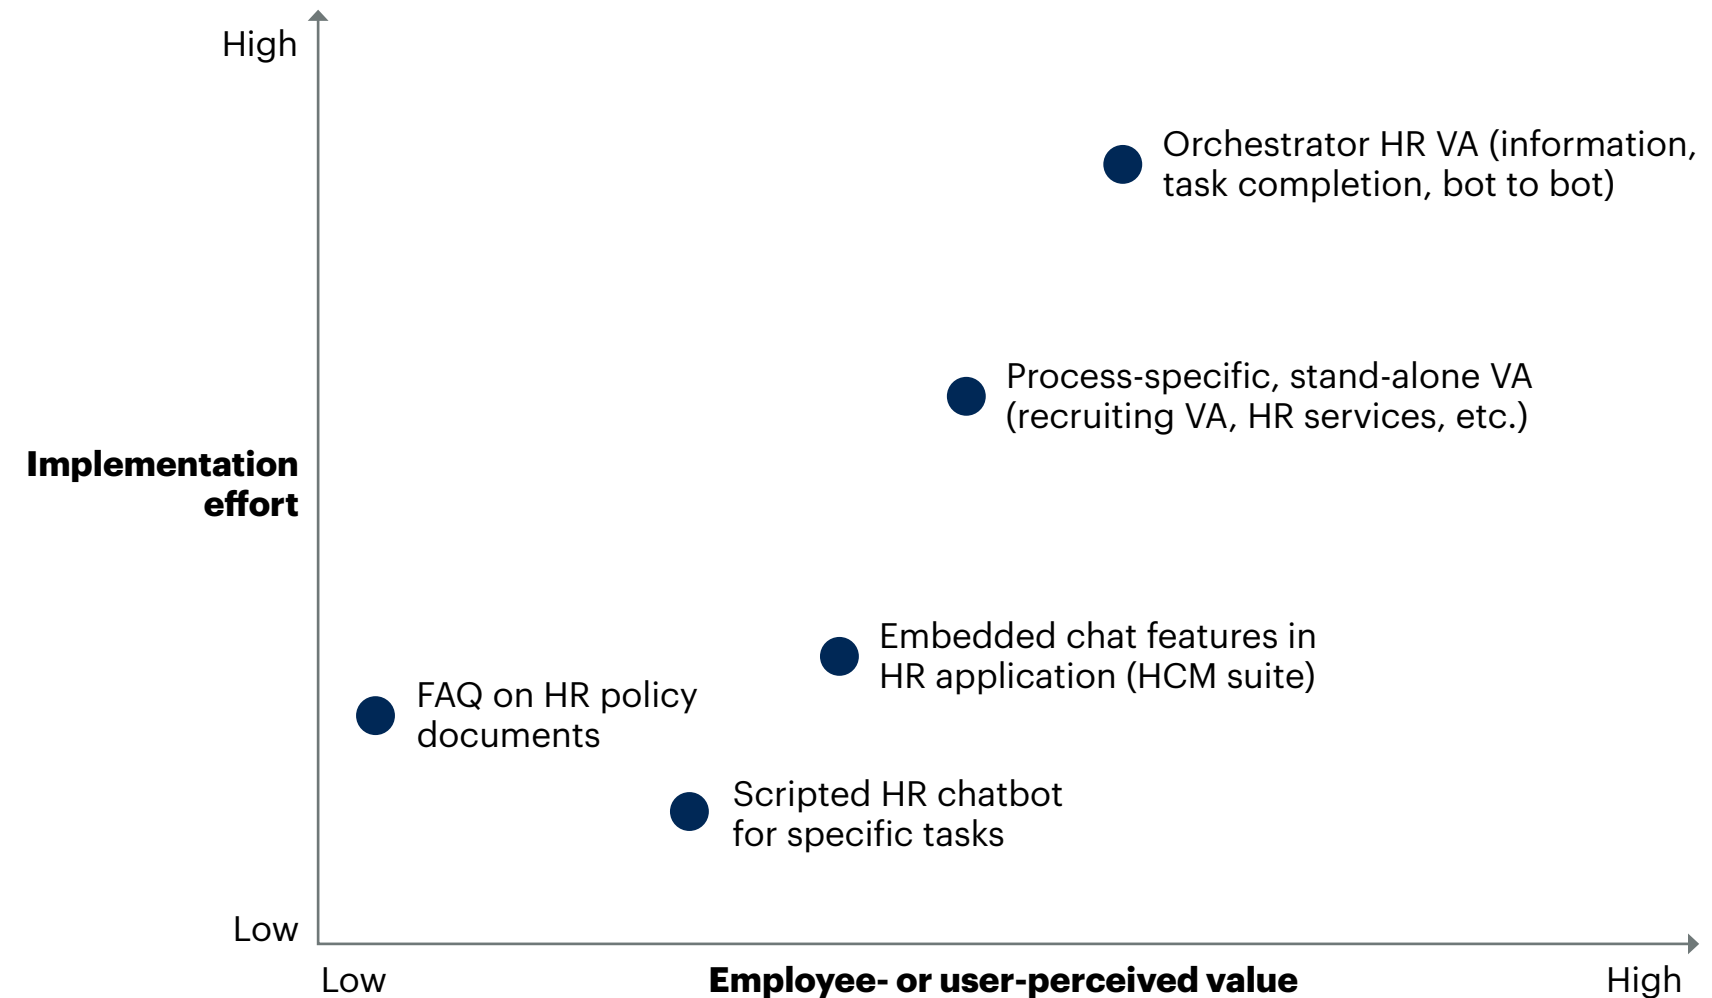 High
Orchestrator HR VA (information,
task completion, bot to bot)
Process-specific, stand-alone VA
(recruiting VA, HR services, etc.)
Implementation
effort
Embedded chat features in
HR application (HCM suite)
FAQ on HR policy
documents
Scripted HR chatbot
for specific tasks
Low
Low
Employee- or user-perceived value
High